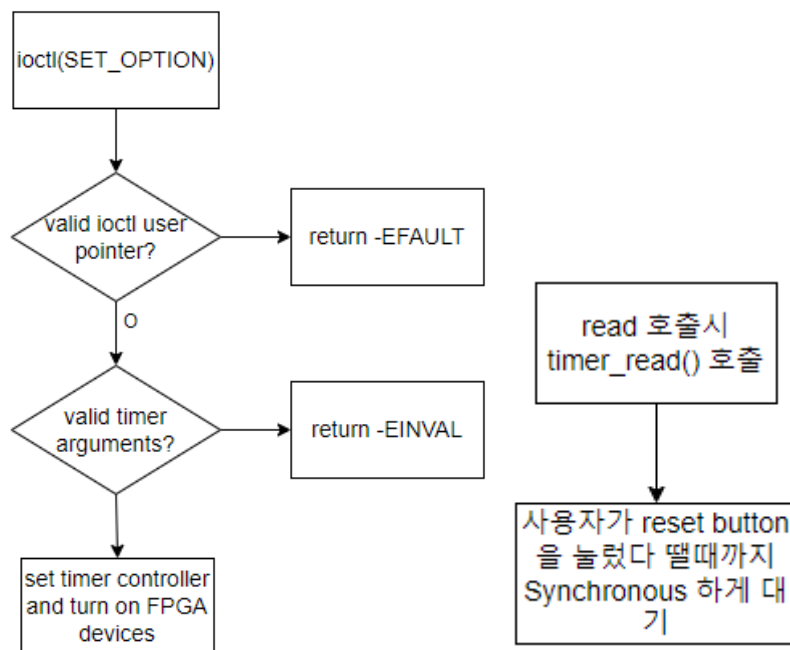 ioctl(SET_OPTION)
valid ioctl user
pointer?
return -EFAULT
O
valid timer
arguments?
return -EINVAL
set timer controller
and turn on FPGA
devices
read 호출시
timer_read() 호출
사용자가 reset button
을 눌렀다 땔때까지
Synchronous 하게 대
기